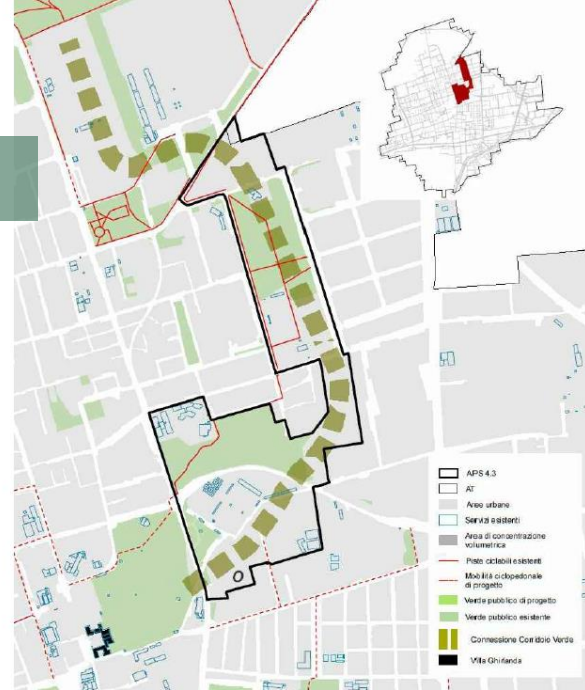 APS 4.3
AT
Aree urbane
Servizi esistenti
Area di concentrazione
volumetrica
Piste ciclabili esistenti
Mobilità ciclopedonale
di progetto
Verde pubblico di progetto
Verde pubblico esistente
Connessione Corridoio Verde
Villa Ghirlanda